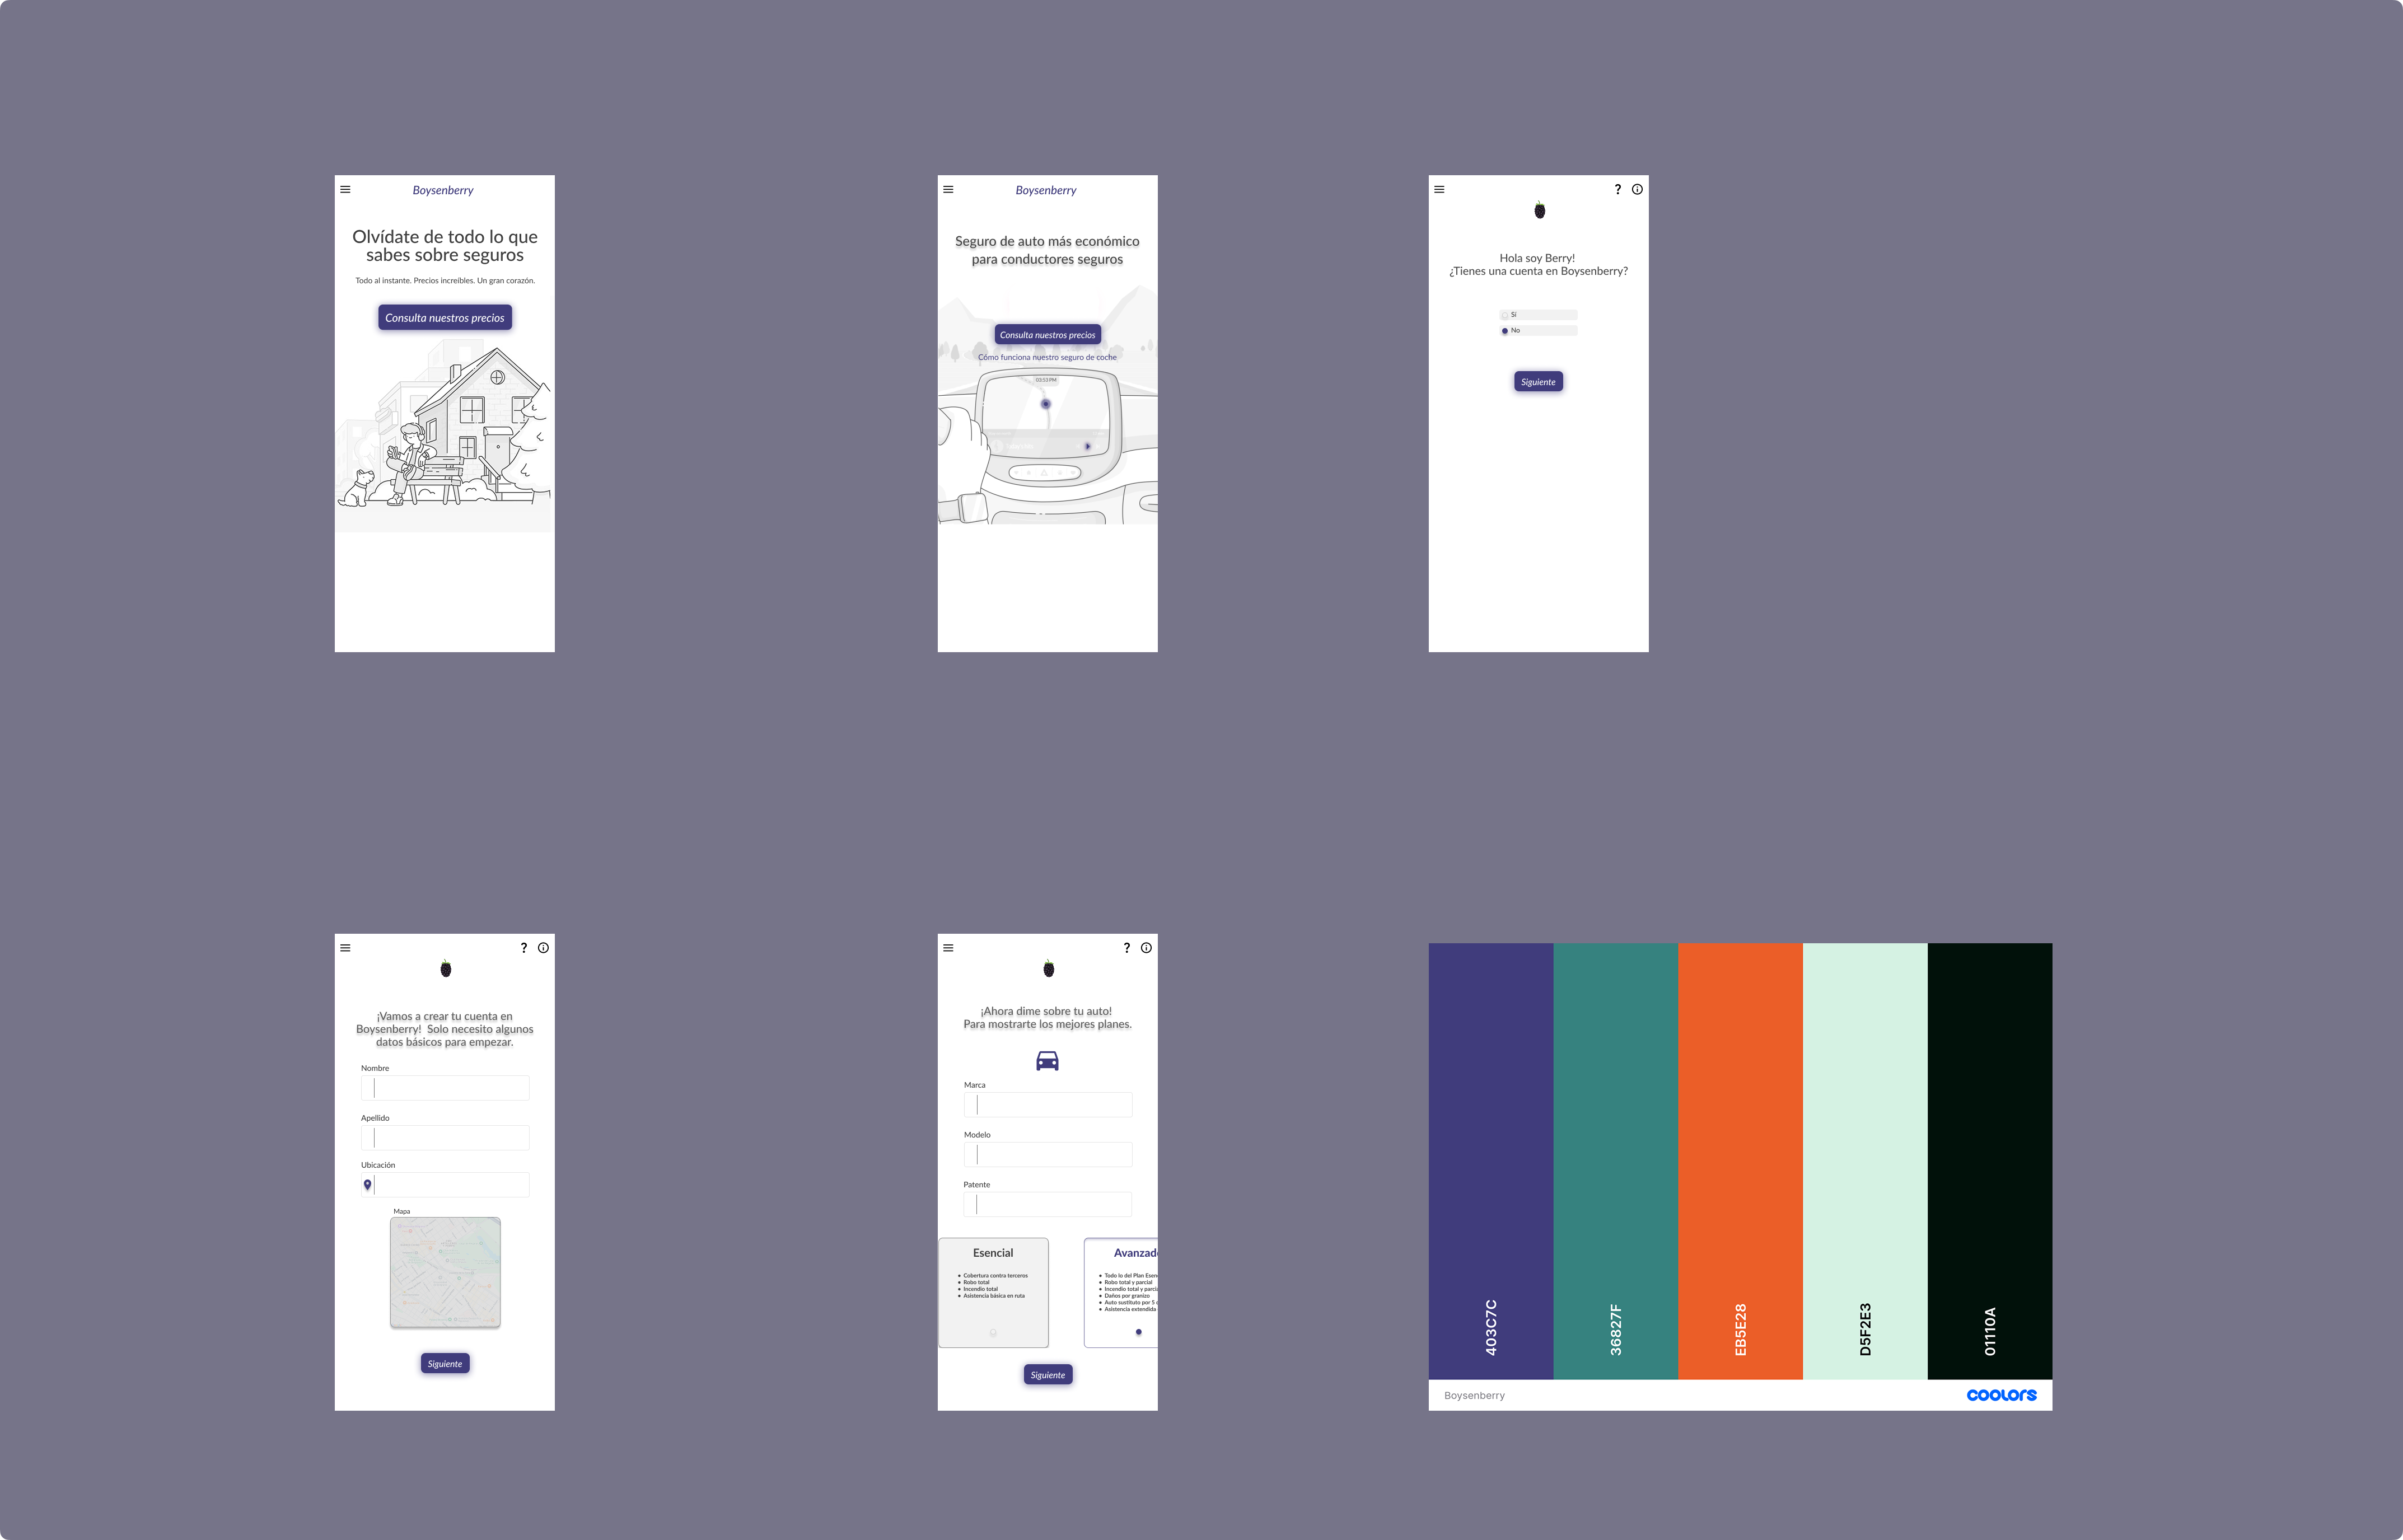 Boysenberry
Olvídate de todo lo que
sabes sobre seguros
Todo al instante. Precios increíbles. Un gran corazón.
Consulta nuestros precios
Boysenberry
Seguro de auto más económico
para conductores seguros
Consulta nuestros precios
Cómo funciona nuestro seguro de coche
03:53 PM
?
Hola soy Berry!
¿Tienes una cuenta en Boysenberry?
Si
No
Siguiente
?
¡Vamos a crear tu cuenta en
Boysenberry! Solo necesito algunos
datos básicos para empezar.
Nombre
Apellido
Ubicación
Mapa
Siguiente
?
¡Ahora dime sobre tu auto!
Para mostrarte los mejores planes.
Marca
Modelo
Patente
Esencial
Cobertura contra terceros
Robo total
Incendio total
Asistencia básica en ruta
Avanzad
Todo lo del Plan Esen
Robo total y parcial
Incendio total y parci
Daños por granizo
Auto sustituto por 5
Asistencia extendida
Siguiente
403C7C
36827F
EB5E28
D5F2E3
01110A
Boysenberry
coolors